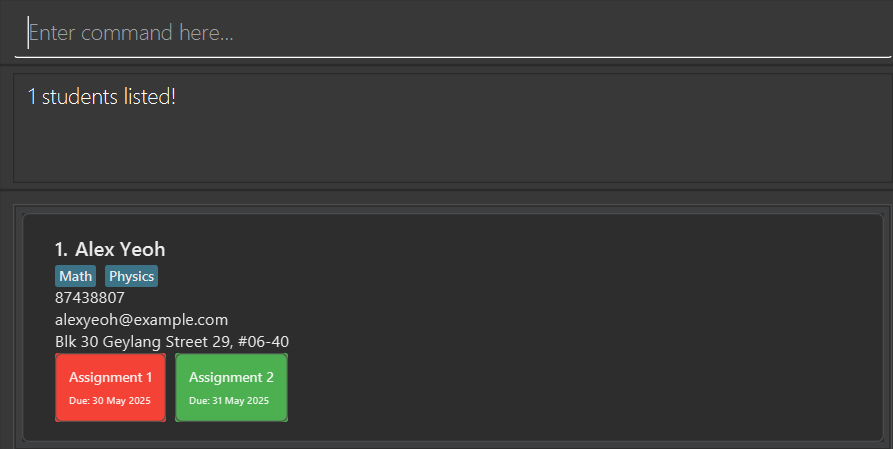 Enter command here...
1 students listed!
1. Alex Yeoh
Math Physics
87438807
alexyeoh@example.com
Blk 30 Geylang Street 29, #06-40
Assignment 1 Assignment 2
Due: 30 May 2025 Due: 31 May 2025